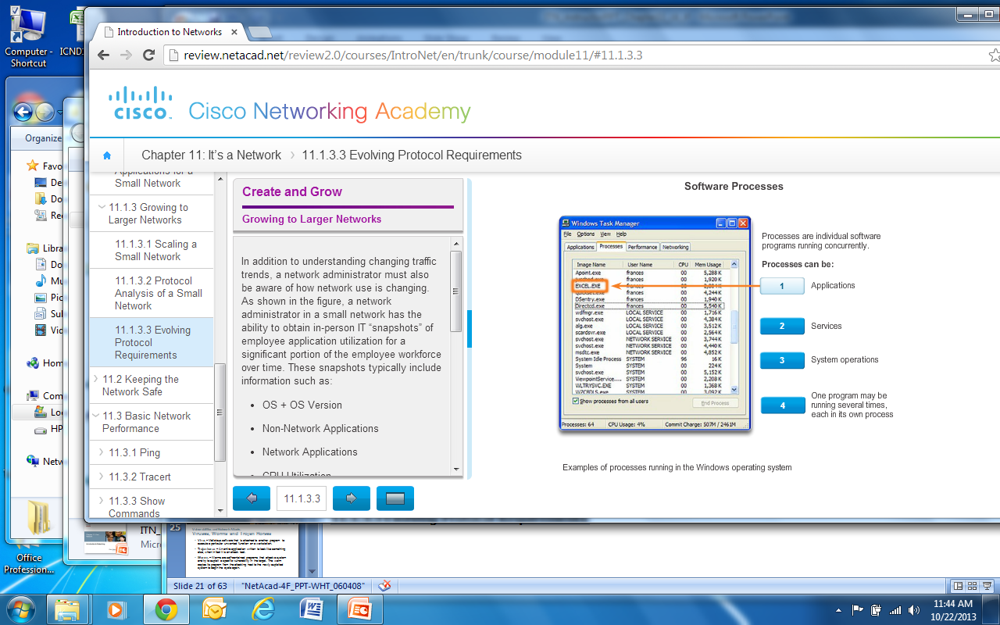 Computer -
Shortcut
ICND
Introduction to Networks
review.netacad.net/review2.0/courses/IntroNet/en/trunk/course/module11/#11.1.3.3
CISCO
Cisco Networking Academy
Chapter 11: It's a Network > 11.1.3.3 Evolving Protocol Requirements
Organize
Favo
De
Do
Rec
Libra
Do
Mu
Pic
Sul
Vid
Hom
Com
Loc
HP
Netw
Applications for a
Small Network
11.1.3 Growing to
Larger Networks
11.1.3.1 Scaling a
Small Network
11.1.3.2 Protocol
Analysis of a Small
Network
11.1.3.3 Evolving
Protocol
Requirements
11.2 Keeping the
Network Safe
11.3 Basic Network
Performance
11.3.1 Ping
11.3.2 Tracert
11.3.3 Show
Commands
Create and Grow
Growing to Larger Networks
In addition to understanding changing traffic
trends, a network administrator must also
be aware of how network use is changing.
As shown in the figure, a network
administrator in a small network has the
ability to obtain in-person IT “snapshots” of
employee application utilization for a
significant portion of the employee workforce
over time. These snapshots typically include
information such as:
• OS + OS Version
• Non-Network Applications
• Network Applications
• CPU Utilization
11.1.3.3
Software Processes
Windows Task Manager
File Options View Help
Applications Processes Performance Networking
Image Name User Name CPU Mem Usage
Apoint.exe frances 00 5,288 K
frances 00 1,920 K
EXCEL.EXE frances 00
frances 00 4,244 K
DSentry.exe frances 00 1,940 K
Directcd.exe frances 00 5,540 K
wdfmgr.exe LOCAL SERVICE 00 1,716 K
svchost.exe LOCAL SERVICE 00 4,384 K
alg.exe LOCAL SERVICE 00 3,512 K
scardsvr.exe LOCAL SERVICE 00 2,564 K
svchost.exe NETWORK SERVICE 00 3,744 K
svchost.exe NETWORK SERVICE 00 4,440 K
msdtc.exe NETWORK SERVICE 00 4,852 K
System Idle Process SYSTEM 96 16 K
System SYSTEM 00 224 K
svchost.exe SYSTEM 00 5,152 K
ViewpointService.... SYSTEM 00 2,208 K
WLTRYSVC.EXE SYSTEM 00 1,368 K
WZCBDLS.exe SYSTEM 00 3,092 K
Show processes from all users
End Process
Processes: 64 CPU Usage: 4% Commit Charge: 507M / 2461M
Processes are individual software
programs running concurrently.
Processes can be:
1 Applications
2 Services
3 System operations
4 One program may be
running several times,
each in its own process
Examples of processes running in the Windows operating system
Office
Profession...
ITN_
Micro
25
Viruses, Worms and Trojan Horses
Slide 21 of 63
"NetAcad-4F_PPT-WHT_060408"
11:44 AM
10/22/2013